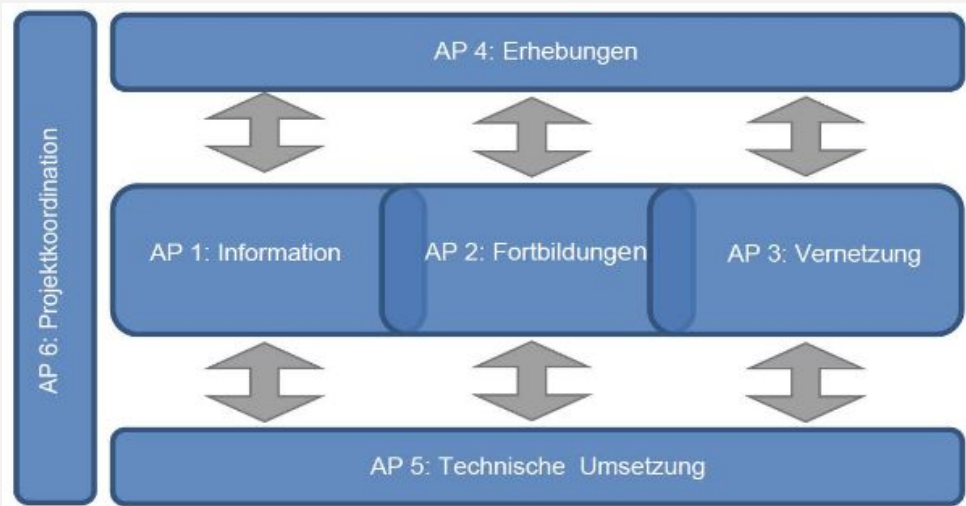 AP 6: Projektkoordination
AP 4: Erhebungen
AP 1: Information
AP 2: Fortbildungen
AP 3: Vernetzung
AP 5: Technische Umsetzung